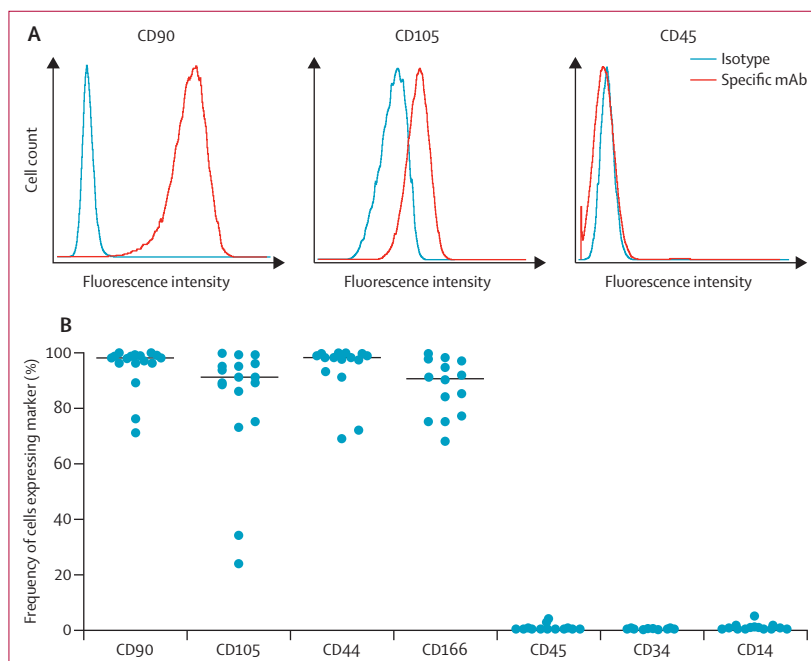 A
CD90
CD105
CD45
Isotype
Specific mAb
Cell count
Fluorescence intensity
Fluorescence intensity
Fluorescence intensity
B
Frequency of cells expressing marker (%)
100
80
60
40
20
0
CD90
CD105
CD44
CD166
CD45
CD34
CD14